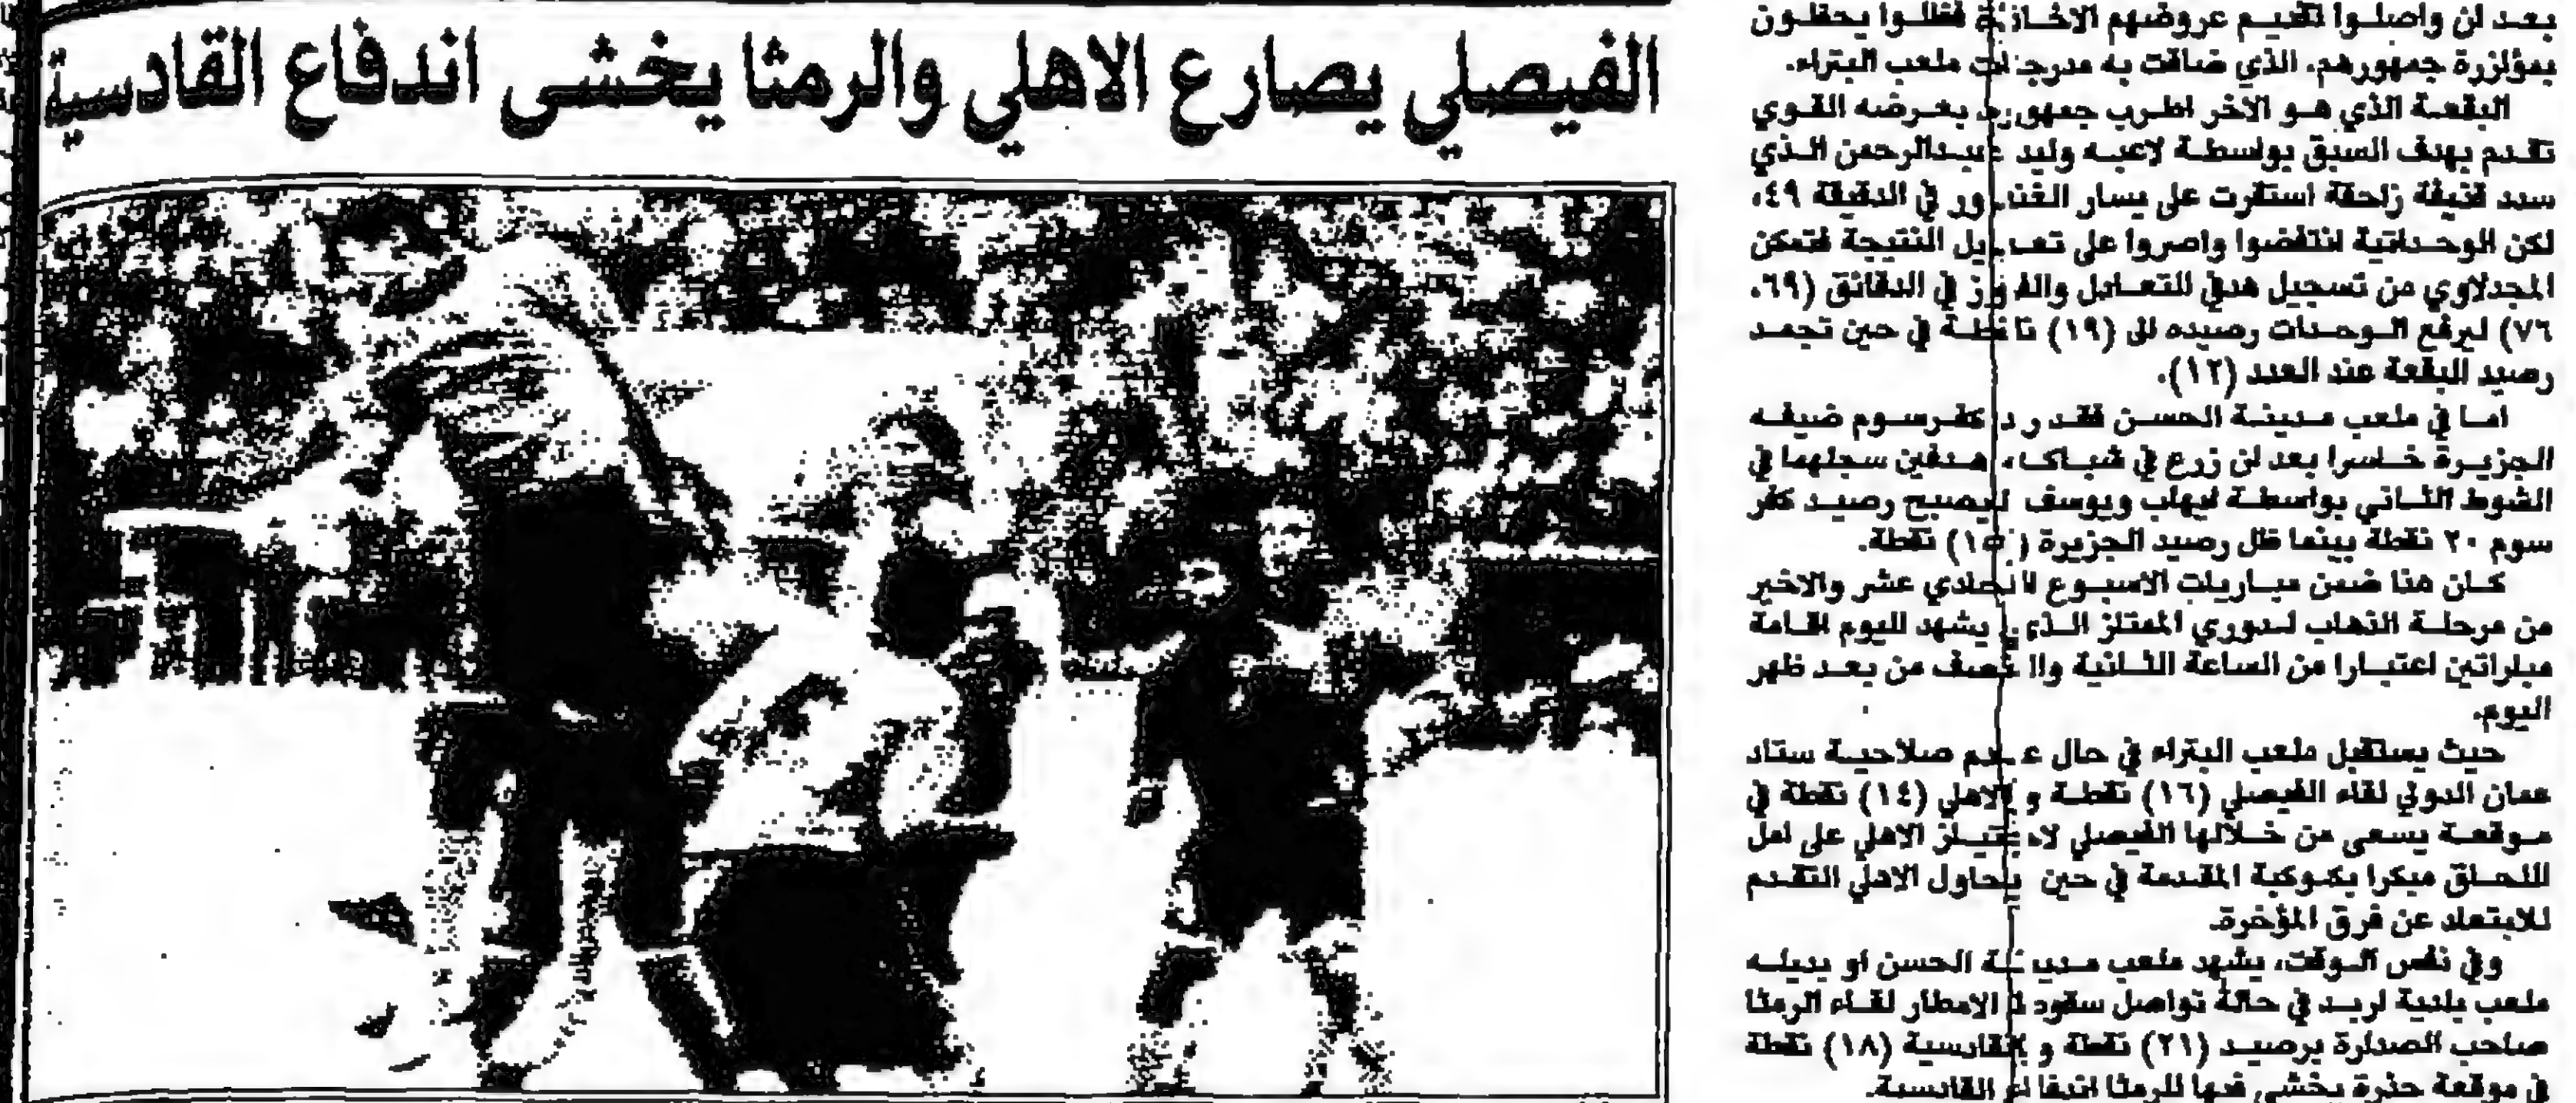 الفيصلي يصارع الاهلي والرمثا يخشى اندفاع القادسية
بعد ان واصلوا تقديم عروضهم الاخاذة فظلوا يحظون
بمؤازرة جمهورهم، الذي ضاقت به مدرجات ملعب البتراء.
البقعة الذي هو الاخر اطرب جمهوره بعرضه القوي
تقدم بهدف السبق بواسطة لاعبه وليد عبدالرحمن الذي
سدد قذيفة زاحفة استقرت على يسار في الدقيقة ٤٩،
لكن الوحداتية انتفضوا واصروا على تعديل النتيجة فتمكن
المجدلاوي من تسجيل هدفي للتعادل والفوز في الدقائق (٦٩،
٧٦) ليرفع الوحدات رصيده الى (١٩) نقطة في حين تجمد
رصيد البقعة عند العدد (١٢).
اما في ملعب مدينة الحسن فقد رد كفرسوم ضيفه
الجزيرة خاسرا بعد ان زرع في شباكه هدفين سجلهما في
الشوط الثاني بواسطة ايهاب ويوسف ليصبح رصيد كفر
سوم ٢٠ نقطة بينما ظل رصيد الجزيرة (١٥) نقطة.
كان هذا ضمن مباريات الاسبوع الحادي عشر والاخير
من مرحلة الذهاب لدوري الممتاز الذي يشهد اليوم اقامة
مباراتين اعتبارا من الساعة الثانية والنصف من بعد ظهر
اليوم.
حيث يستقبل ملعب البتراء في حال عدم صلاحية ستاد
عمان الدولي لقاء الفيصلي (١٦) نقطة و الاهلي (١٤) نقطة في
موقعة يسعى من خلالها الفيصلي لاجتياز الاهلي على امل
اللحاق مبكرا بكوكبة المقدمة في حين يحاول الاهلي التقدم
للابتعاد عن فرق المؤخرة.
وفي نفس الوقت، يشهد ملعب مدينة الحسن او بديله
ملعب بلدية اربد في حالة تواصل سقوط الامطار لقاء الرمثا
صاحب الصدارة برصيد (٢١) نقطة و القادسية (١٨) نقطة
في موقعة حذرة يخشى فيها الرمثا اندفاع القادسية.